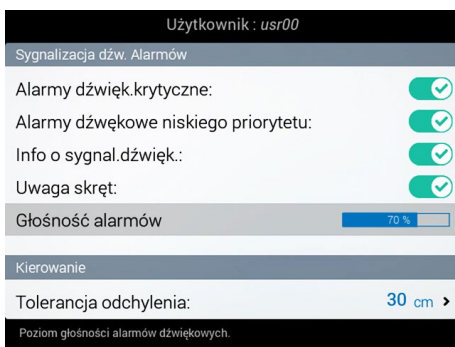 Użytkownik : usr00
Sygnalizacja dźw. Alarmów
Alarmy dźwięk.krytyczne:
Alarmy dźwękowe niskiego priorytetu:
Info o sygnal.dźwięk.:
Uwaga skręt:
Głośność alarmów 70 %
Kierowanie
Tolerancja odchylenia: 30 cm >
Poziom głośności alarmów dźwiękowych.